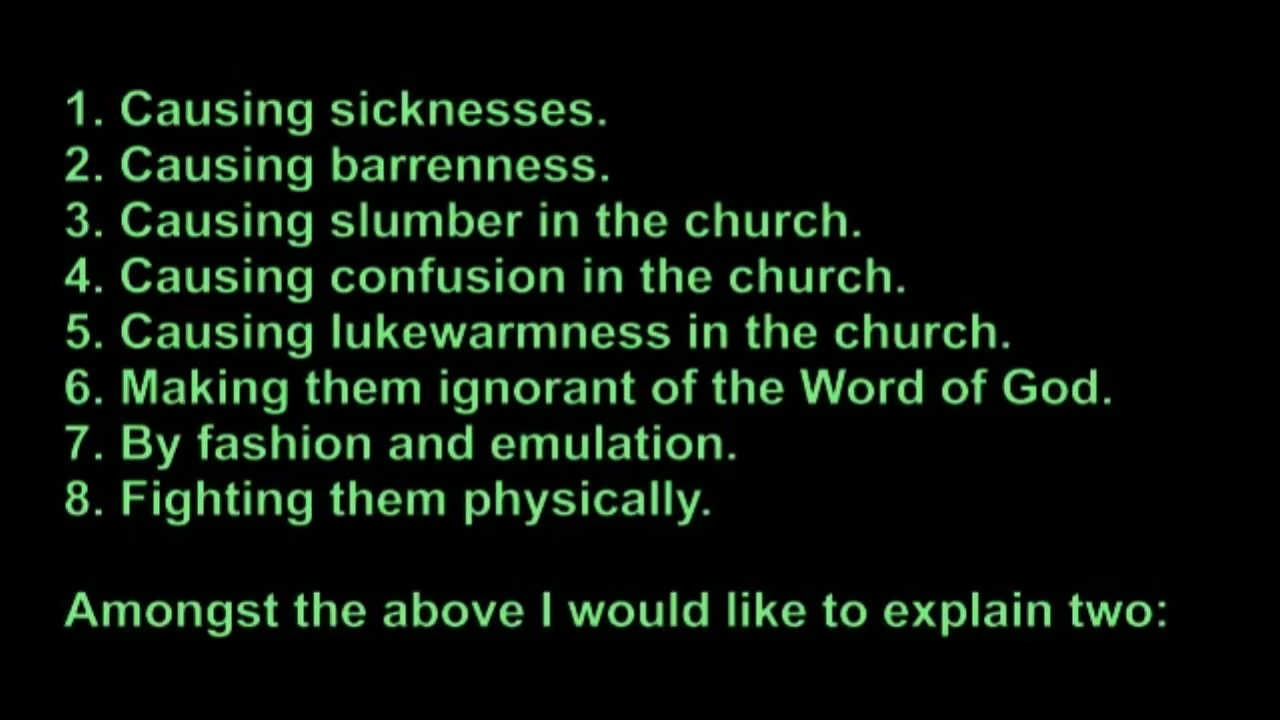 1. Causing sicknesses.
2. Causing barrenness.
3. Causing slumber in the church.
4. Causing confusion in the church.
5. Causing lukewarmness in the church.
6. Making them ignorant of the Word of God.
7. By fashion and emulation.
8. Fighting them physically.
Amongst the above I would like to explain two: